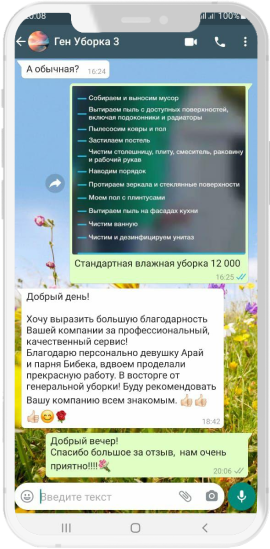 20:08
100%
Ген Уборка 3
А обычная?
16:24
Собираем и выносим мусор
Вытираем пыль с доступных поверхностей,
включая подоконники и радиаторы
Пылесосим ковры и пол
Застилаем постель
Чистим столешницу, плиту, смеситель, раковину
и рабочий рукав
Наводим порядок
Протираем зеркала и стеклянные поверхности
Моем пол с плинтусами
Вытираем пыль на фасадах кухни
Чистим ванную
Чистим и дезинфицируем унитаз
Стандартная влажная уборка 12 000
16:25
Добрый день!
Хочу выразить большую благодарность
Вашей компании за профессиональный,
качественный сервис!
Благодарю персонально девушку Арай
и парня Бибека, вдвоем проделали
прекрасную работу. В восторге от
генеральной уборки! Буду рекомендовать
Вашу компанию всем знакомым. 👍🏻👍🏻
👍🏻😊🌹
18:42
Добрый вечер!
Спасибо большое за отзыв, нам очень
приятно!!!!💐
20:06
Введите текст